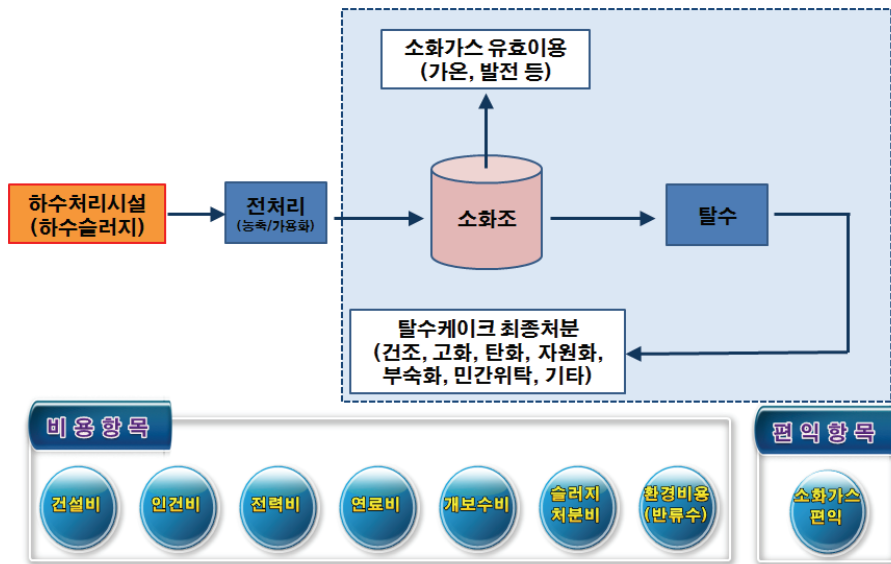 소화가스 유효이용
(가온, 발전 등)
하수처리시설
(하수슬러지)
전처리
(농축/가용화)
소화조
탈수
탈수케이크 최종처분
(건조, 고화, 탄화, 자원화,
부숙화, 민간위탁, 기타)
비용항목
건설비
인건비
전력비
연료비
개보수비
슬러지
처분비
환경비용
(반류수)
편익항목
소화가스
편익